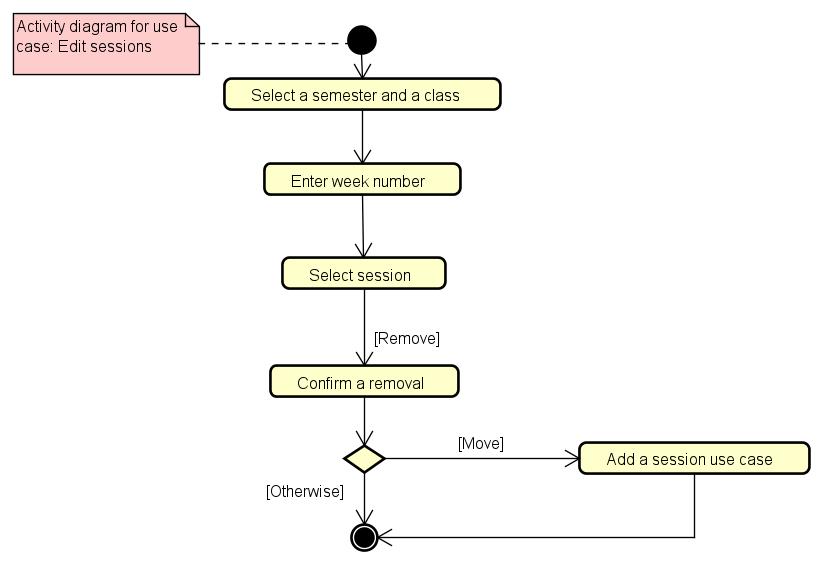 Activity diagram for use
case: Edit sessions
Select a semester and a class
Enter week number
Select session
[Remove]
Confirm a removal
[Move]
Add a session use case
[Otherwise]